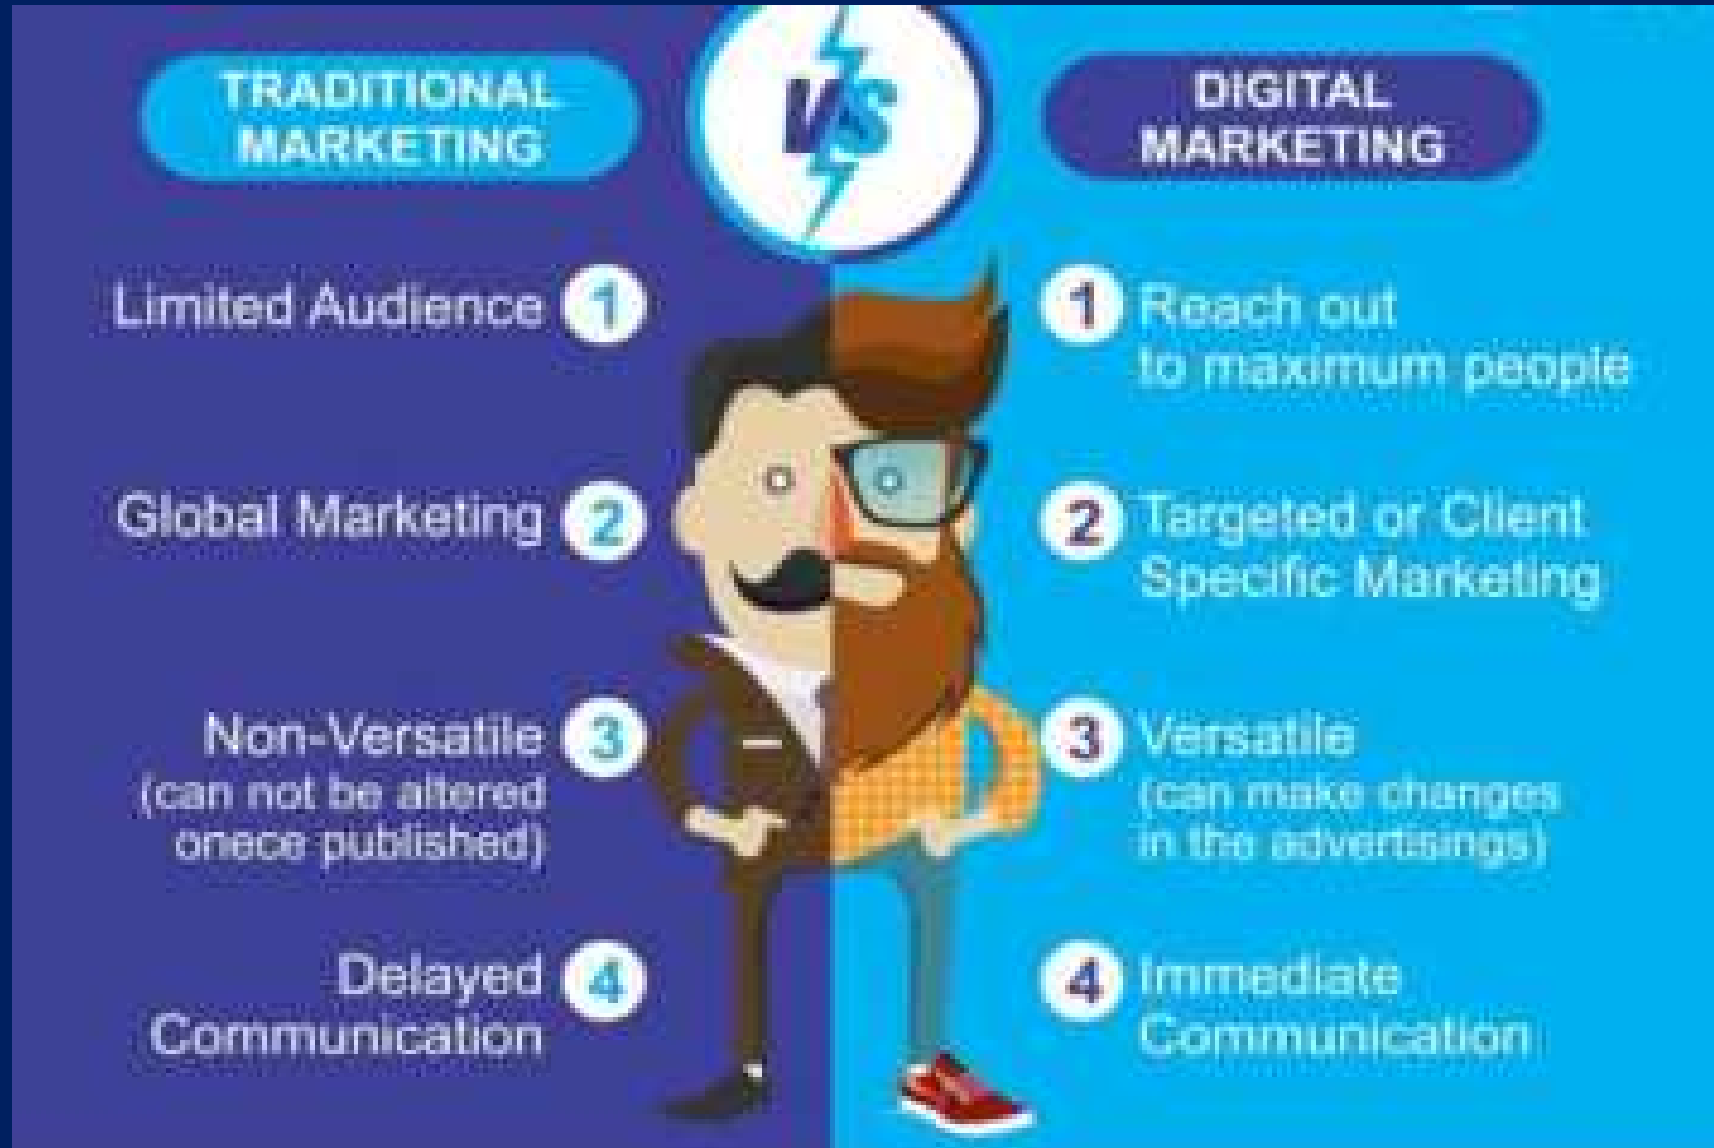 TRADITIONAL
MARKETING
VS
DIGITAL
MARKETING
Limited Audience 1
Global Marketing 2
Non-Versatile 3
(can not be altered
onece published)
Delayed 4
Communication
1 Reach out
to maximum people
2 Targeted or Client
Specific Marketing
3 Versatile
(can make changes
in the advertisings)
4 Immediate
Communication